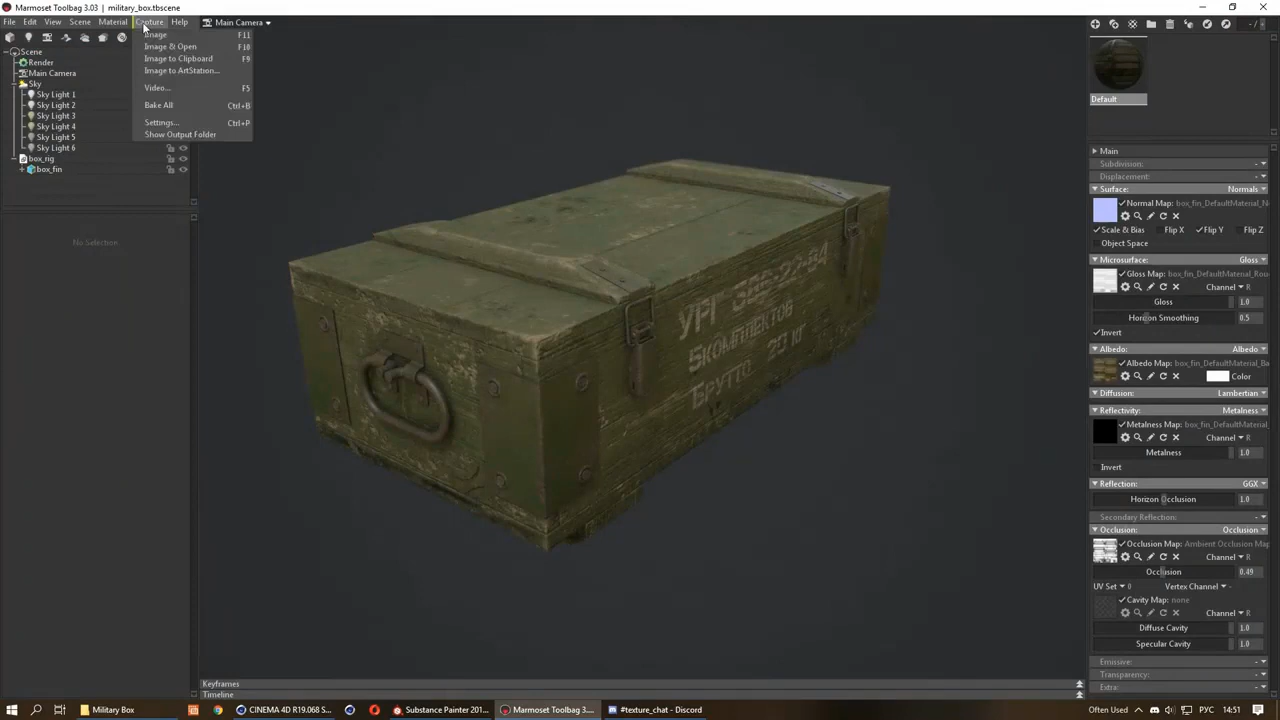 Marmoset Toolbag 3.03 | military_box.tbscene
File Edit View Scene Material Capture Help Main Camera
Image F11
Image & Open F10
Image to Clipboard F9
Image to ArtStation...
Video... F5
Bake All Ctrl+B
Settings... Ctrl+P
Show Output Folder
Scene
Render
Main Camera
Sky
Sky Light 1
Sky Light 2
Sky Light 3
Sky Light 4
Sky Light 5
Sky Light 6
box_rig
box_fin
No Selection
УРГ
5КОМПЛЕКТОВ
БРУТТО 29 КГ
Keyframes
Timeline
- /
Default
Main
Subdivision: -
Displacement: -
Surface: Normals
Normal Map: box_fin_DefaultMaterial_No
Scale & Bias Flip X Flip Y Flip Z
Object Space
Microsurface: Gloss
Gloss Map: box_fin_DefaultMaterial_Rou
Channel R
Gloss 1.0
Horizon Smoothing 0.5
Invert
Albedo: Albedo
Albedo Map: box_fin_DefaultMaterial_Ba
Color
Diffusion: Lambertian
Reflectivity: Metalness
Metalness Map: box_fin_DefaultMaterial_
Channel R
Metalness 1.0
Invert
Reflection: GGX
Horizon Occlusion 1.0
Secondary Reflection: -
Occlusion: Occlusion
Occlusion Map: Ambient Occlusion Map
Channel R
Occlusion 0.49
UV Set 0 Vertex Channel -
Cavity Map: none
Channel R
Diffuse Cavity 1.0
Specular Cavity 1.0
Emissive: -
Transparency: -
Extra: -
Military Box
CINEMA 4D R19.068 S...
Substance Painter 201...
Marmoset Toolbag 3....
#texture_chat - Discord
РУС 14:51